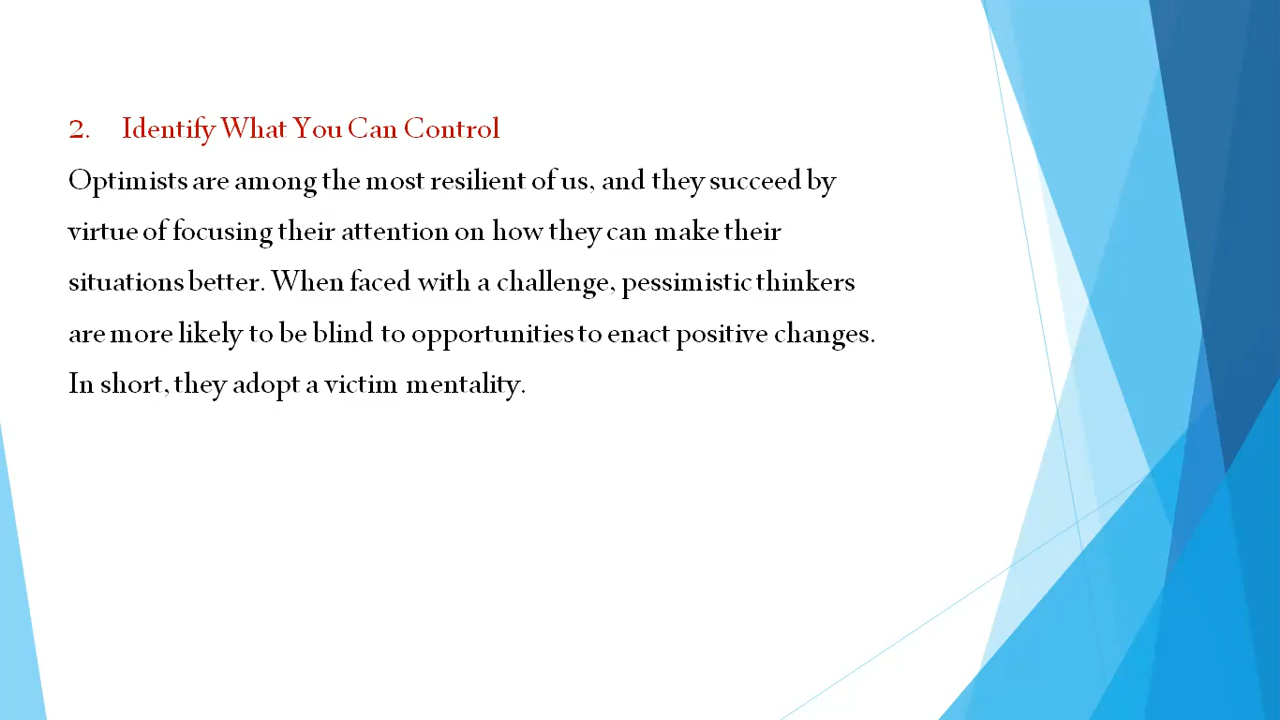 2. Identify What You Can Control
Optimists are among the most resilient of us, and they succeed by
virtue of focusing their attention on how they can make their
situations better. When faced with a challenge, pessimistic thinkers
are more likely to be blind to opportunities to enact positive changes.
In short, they adopt a victim mentality.